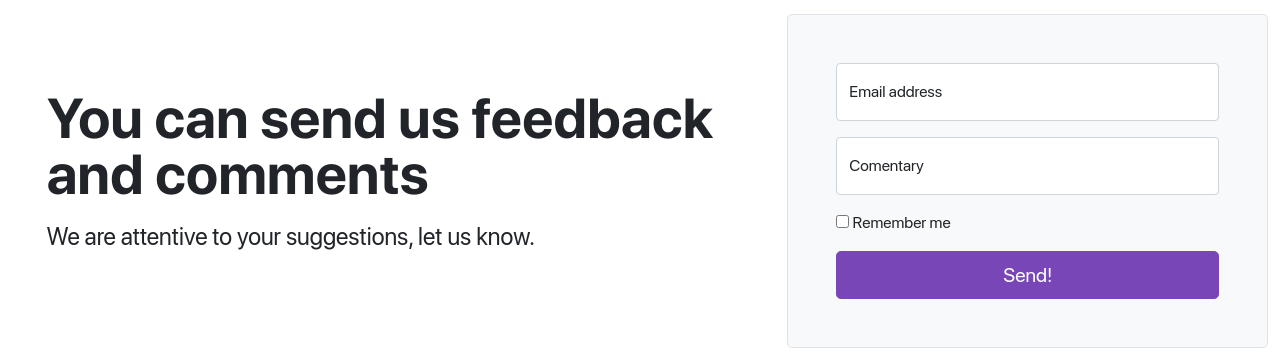 You can send us feedback
and comments
We are attentive to your suggestions, let us know.
Email address
Comentary
Remember me
Send!